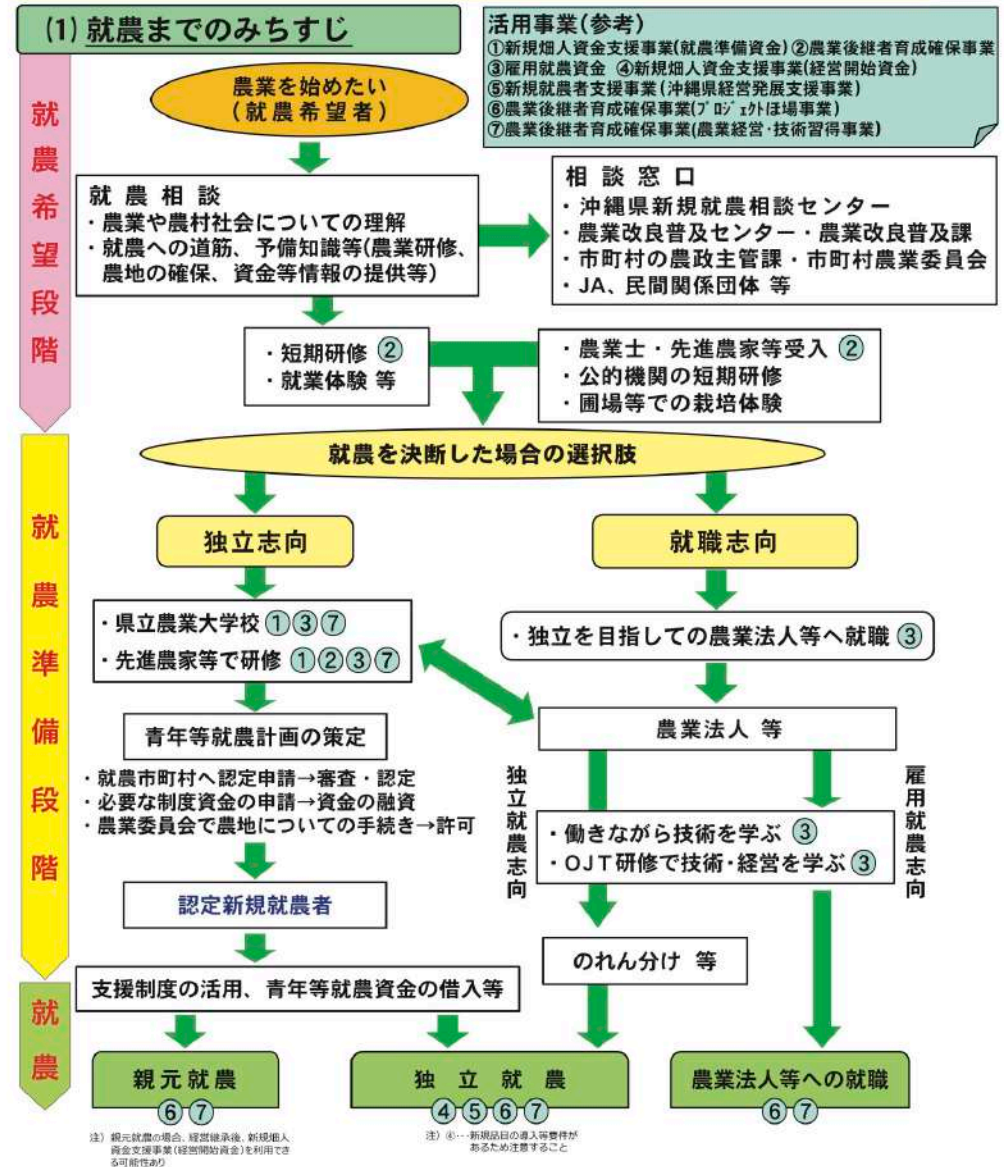 (1) 就農までのみちすじ
活用事業(参考)
①新規畑人資金支援事業(就農準備資金) ②農業後継者育成確保事業
③雇用就農資金 ④新規畑人資金支援事業(経営開始資金)
⑤新規就農者支援事業(沖縄県経営発展支援事業)
⑥農業後継者育成確保事業(ﾌﾟﾛｼﾞｪｸﾄほ場事業)
⑦農業後継者育成確保事業(農業経営・技術習得事業)
就農希望段階
農業を始めたい
(就農希望者)
就農相談
・農業や農村社会についての理解
・就農への道筋、予備知識等(農業研修、
農地の確保、資金等情報の提供等)
相談窓口
・沖縄県新規就農相談センター
・農業改良普及センター・農業改良普及課
・市町村の農政主管課・市町村農業委員会
・JA、民間関係団体 等
・短期研修 ②
・就業体験 等
・農業士・先進農家等受入 ②
・公的機関の短期研修
・圃場等での栽培体験
就農準備段階
就農を決断した場合の選択肢
独立志向
就職志向
・県立農業大学校 ①③⑦
・先進農家等で研修 ①②③⑦
・独立を目指しての農業法人等へ就職 ③
青年等就農計画の策定
農業法人 等
・就農市町村へ認定申請→審査・認定
・必要な制度資金の申請→資金の融資
・農業委員会で農地についての手続き→許可
独立就農志向
雇用就農志向
・働きながら技術を学ぶ ③
・OJT研修で技術・経営を学ぶ ③
認定新規就農者
のれん分け 等
支援制度の活用、青年等就農資金の借入等
就農
親元就農
⑥⑦
独立就農
④⑤⑥⑦
農業法人等への就職
⑥⑦
注) 親元就農の場合、経営継承後、新規畑人
資金支援事業(経営開始資金)を利用でき
る可能性あり
注) ④・・・新規品目の導入等要件が
あるため注意すること